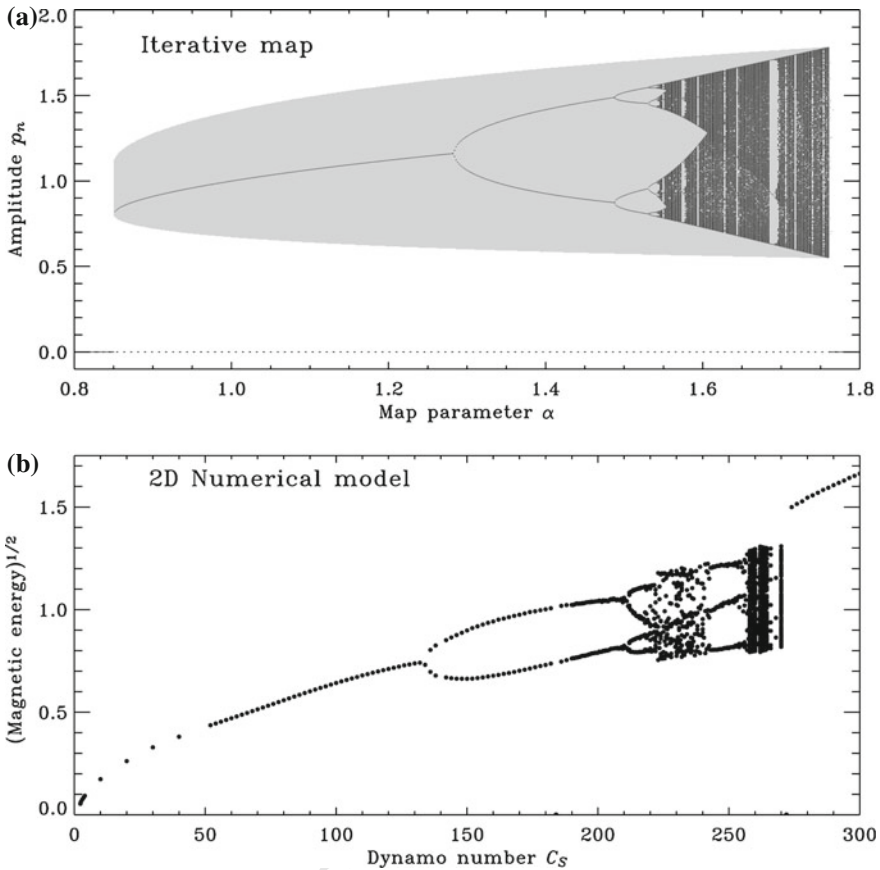 (a)
Iterative map
2.0
1.5
1.0
0.5
0.0
Amplitude pn
0.8 1.0 1.2 1.4 1.6 1.8
Map parameter α
(b)
2D Numerical model
1.5
1.0
0.5
0.0
(Magnetic energy)1/2
0 50 100 150 200 250 300
Dynamo number CS